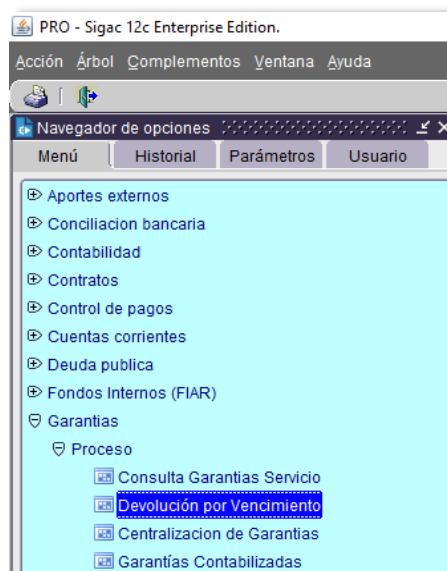 PRO - Sigac 12c Enterprise Edition.
Acción Árbol Complementos Ventana Ayuda
Navegador de opciones
Menú Historial Parámetros Usuario
Aportes externos
Conciliacion bancaria
Contabilidad
Contratos
Control de pagos
Cuentas corrientes
Deuda publica
Fondos Internos (FIAR)
Garantias
Proceso
Consulta Garantias Servicio
Devolución por Vencimiento
Centralizacion de Garantias
Garantías Contabilizadas